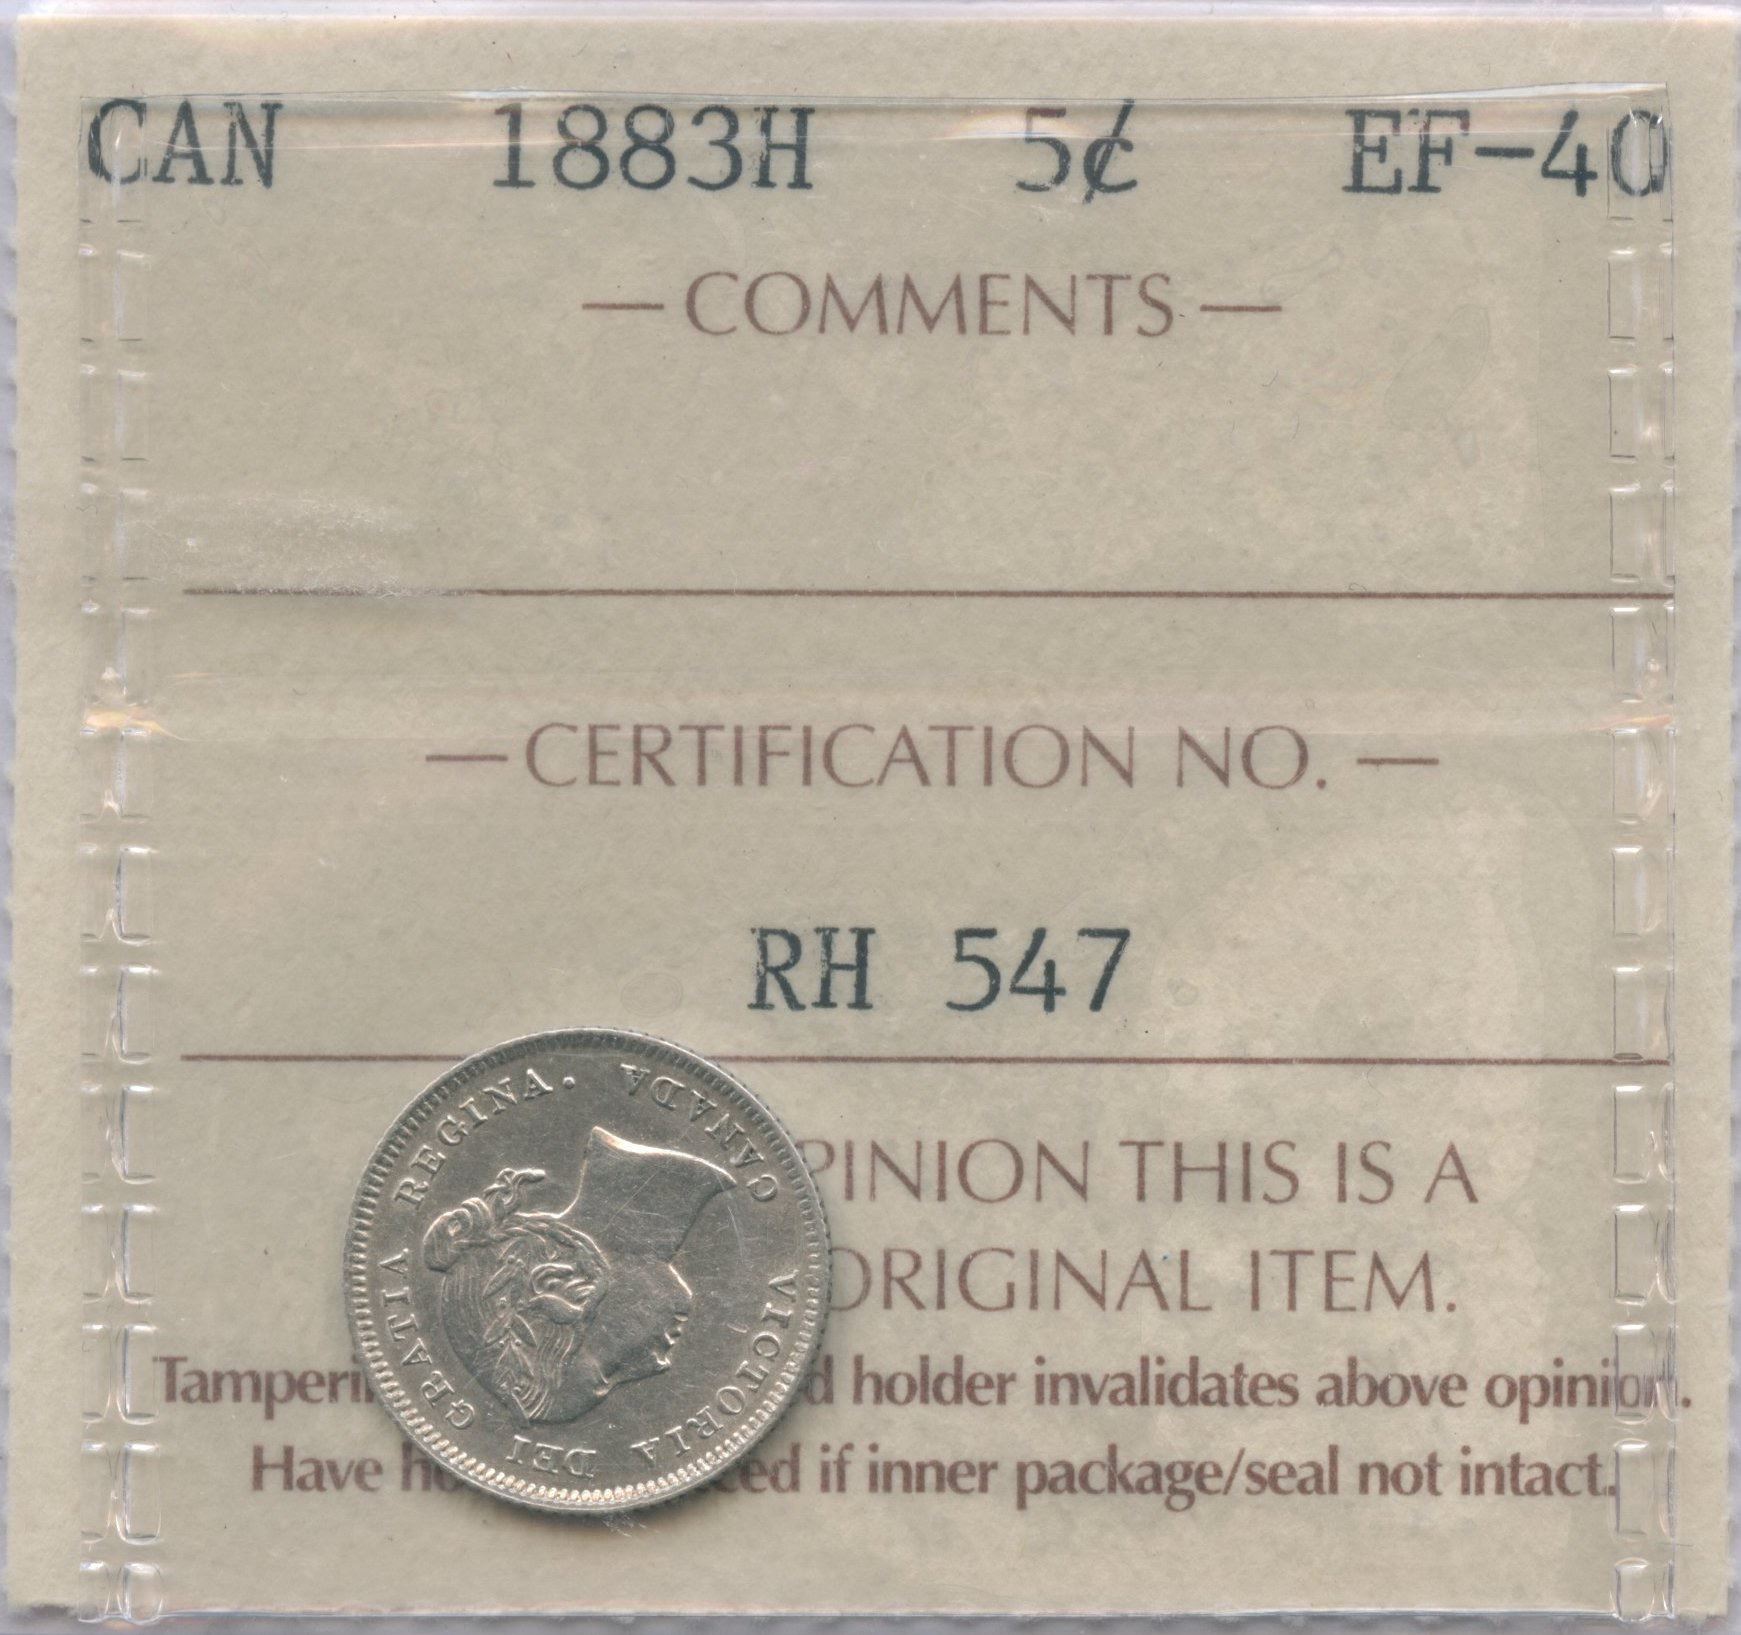 CAN 1883H 5¢ EF-40
— COMMENTS —
— CERTIFICATION NO. —
RH 547
PINION THIS IS A
ORIGINAL ITEM.
Tamperi d holder invalidates above opinion.
Have ho ced if inner package/seal not intact.
VICTORIA DEI GRATIA REGINA. CANADA